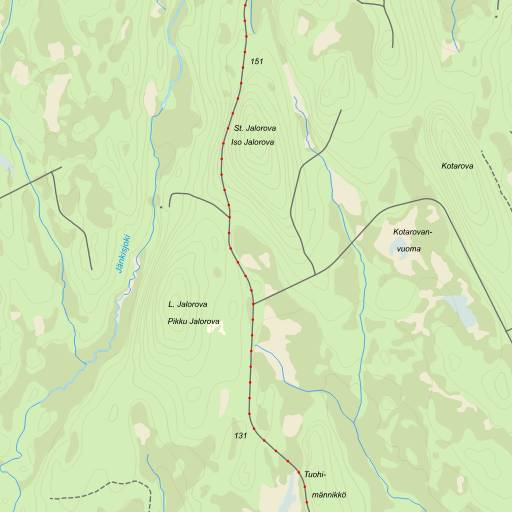 151
St. Jalorova
Iso Jalorova
Kotarova
Kotarovan-
vuoma
Jänkisjoki
L. Jalorova
Pikku Jalorova
131
Tuohi-
männikkö